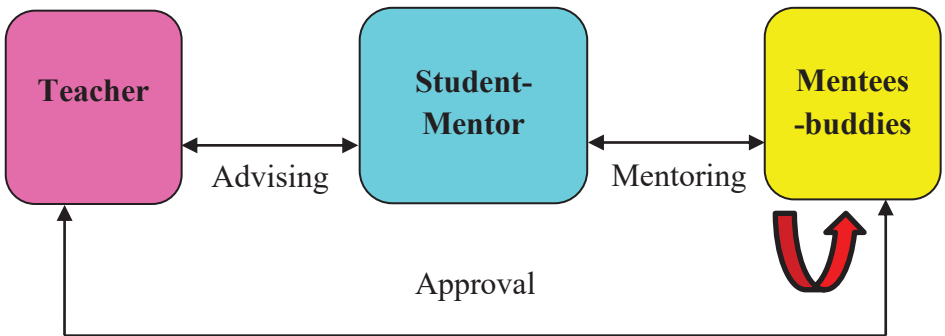 Teacher
Student-
Mentor
Mentees
-buddies
Advising
Mentoring
Approval